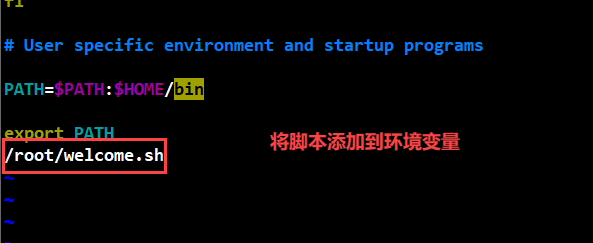 fi
# User specific environment and startup programs
PATH=$PATH:$HOME/bin
export PATH
/root/welcome.sh
将脚本添加到环境变量
~
~
~
~